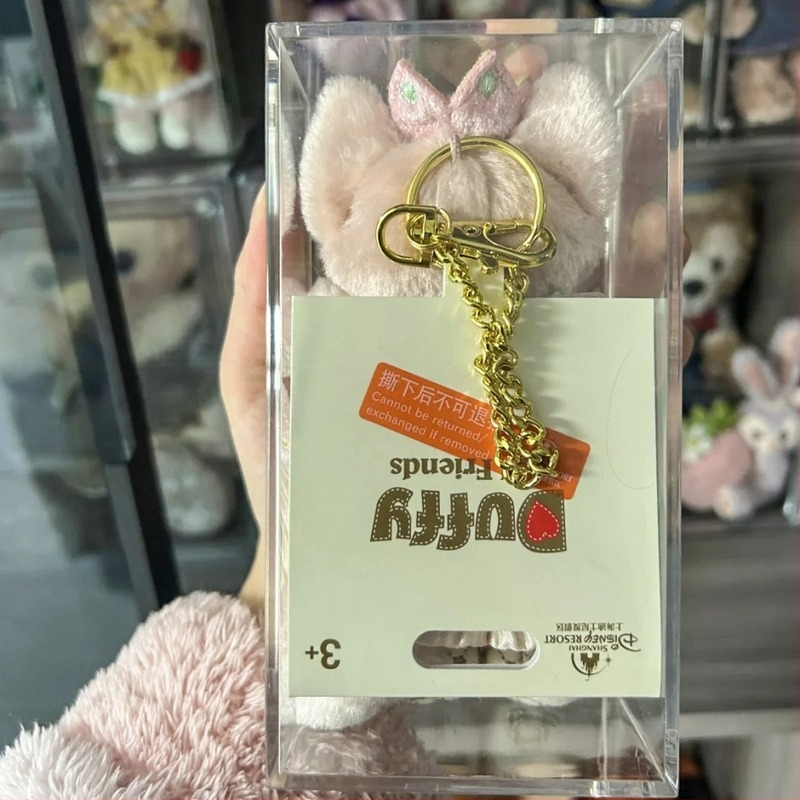 撕下后不可退
Cannot be returned/
exchanged if removed
Friends
Duffy
3+
SHANGHAI
Disney RESORT
上海迪士尼度假区